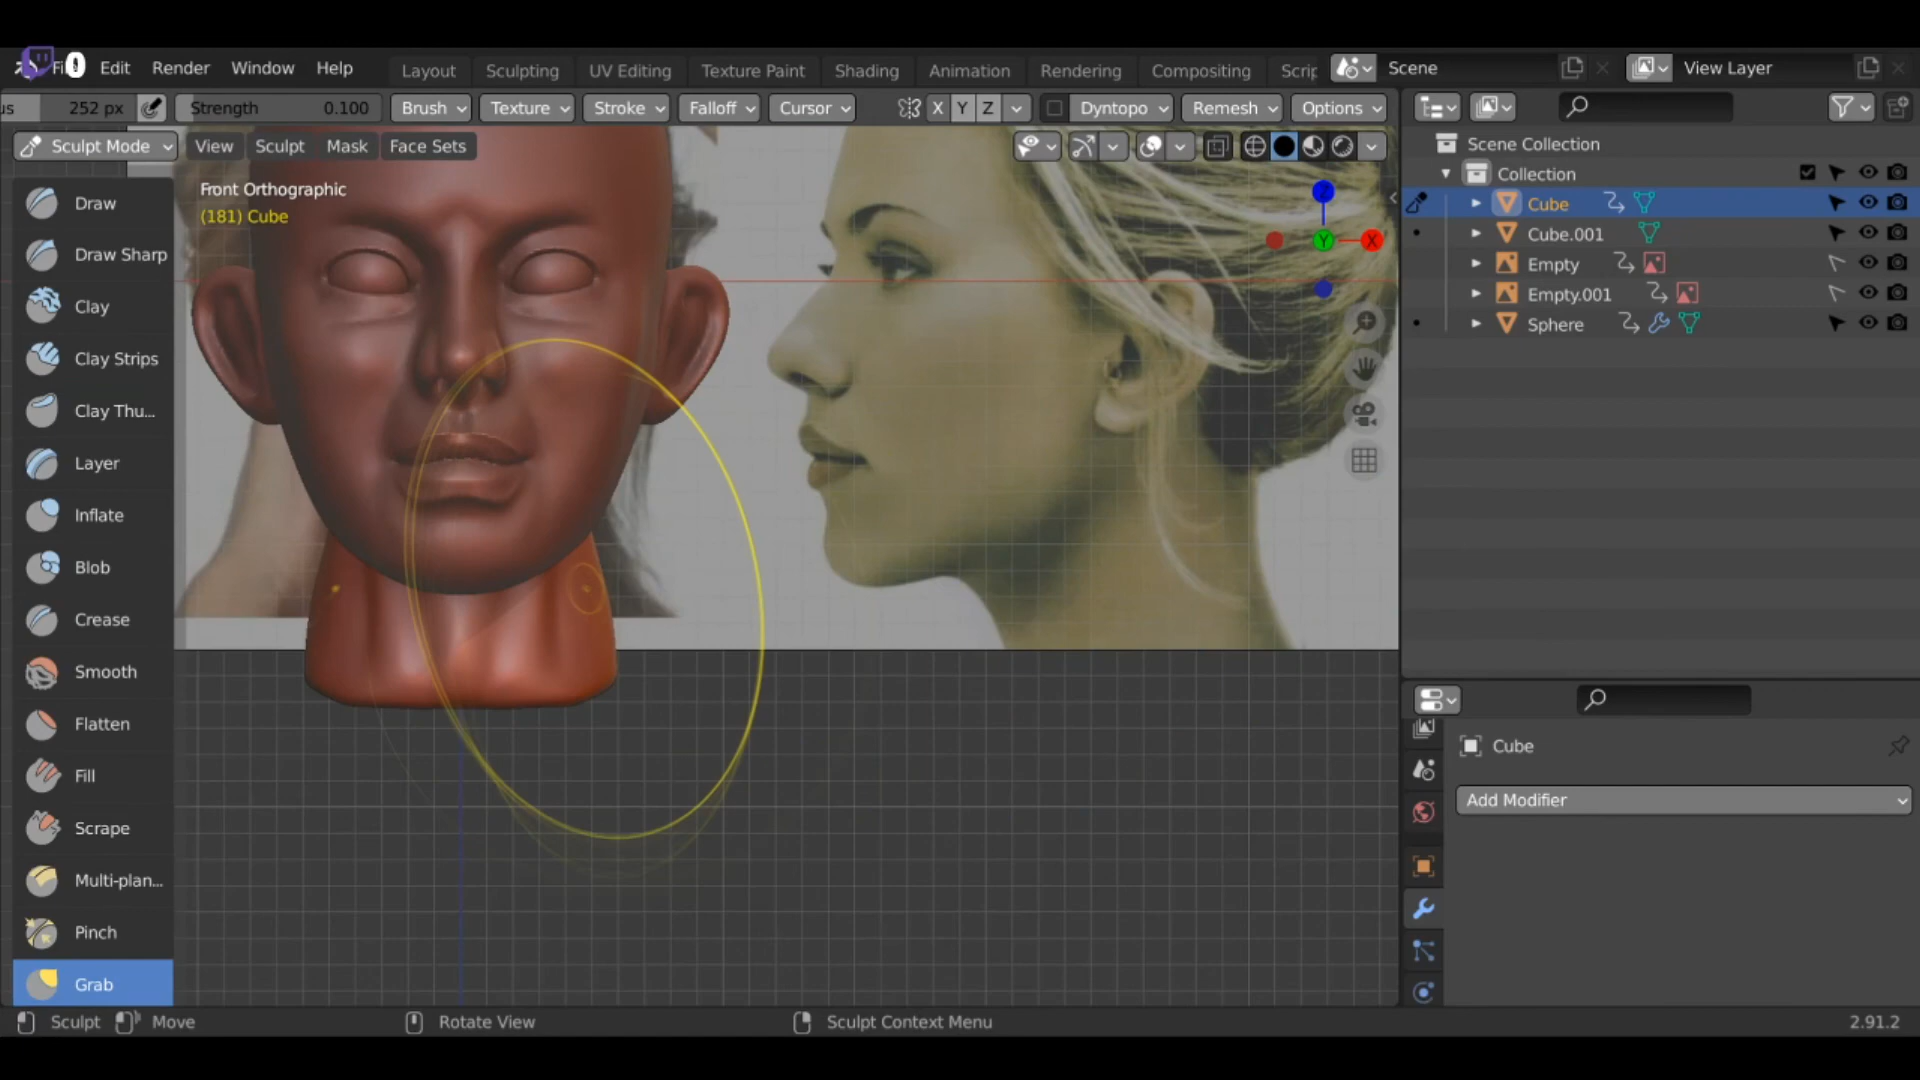 0
Edit Render Window Help Layout Sculpting UV Editing Texture Paint Shading Animation Rendering Compositing Scrip Scene View Layer
us 252 px Strength 0.100 Brush Texture Stroke Falloff Cursor X Y Z Dyntopo Remesh Options
Sculpt Mode View Sculpt Mask Face Sets
Front Orthographic
(181) Cube
Z
Y
X
Draw
Draw Sharp
Clay
Clay Strips
Clay Thu...
Layer
Inflate
Blob
Crease
Smooth
Flatten
Fill
Scrape
Multi-plan...
Pinch
Grab
Scene Collection
Collection
Cube
Cube.001
Empty
Empty.001
Sphere
Cube
Add Modifier
Sculpt Move Rotate View Sculpt Context Menu 2.91.2